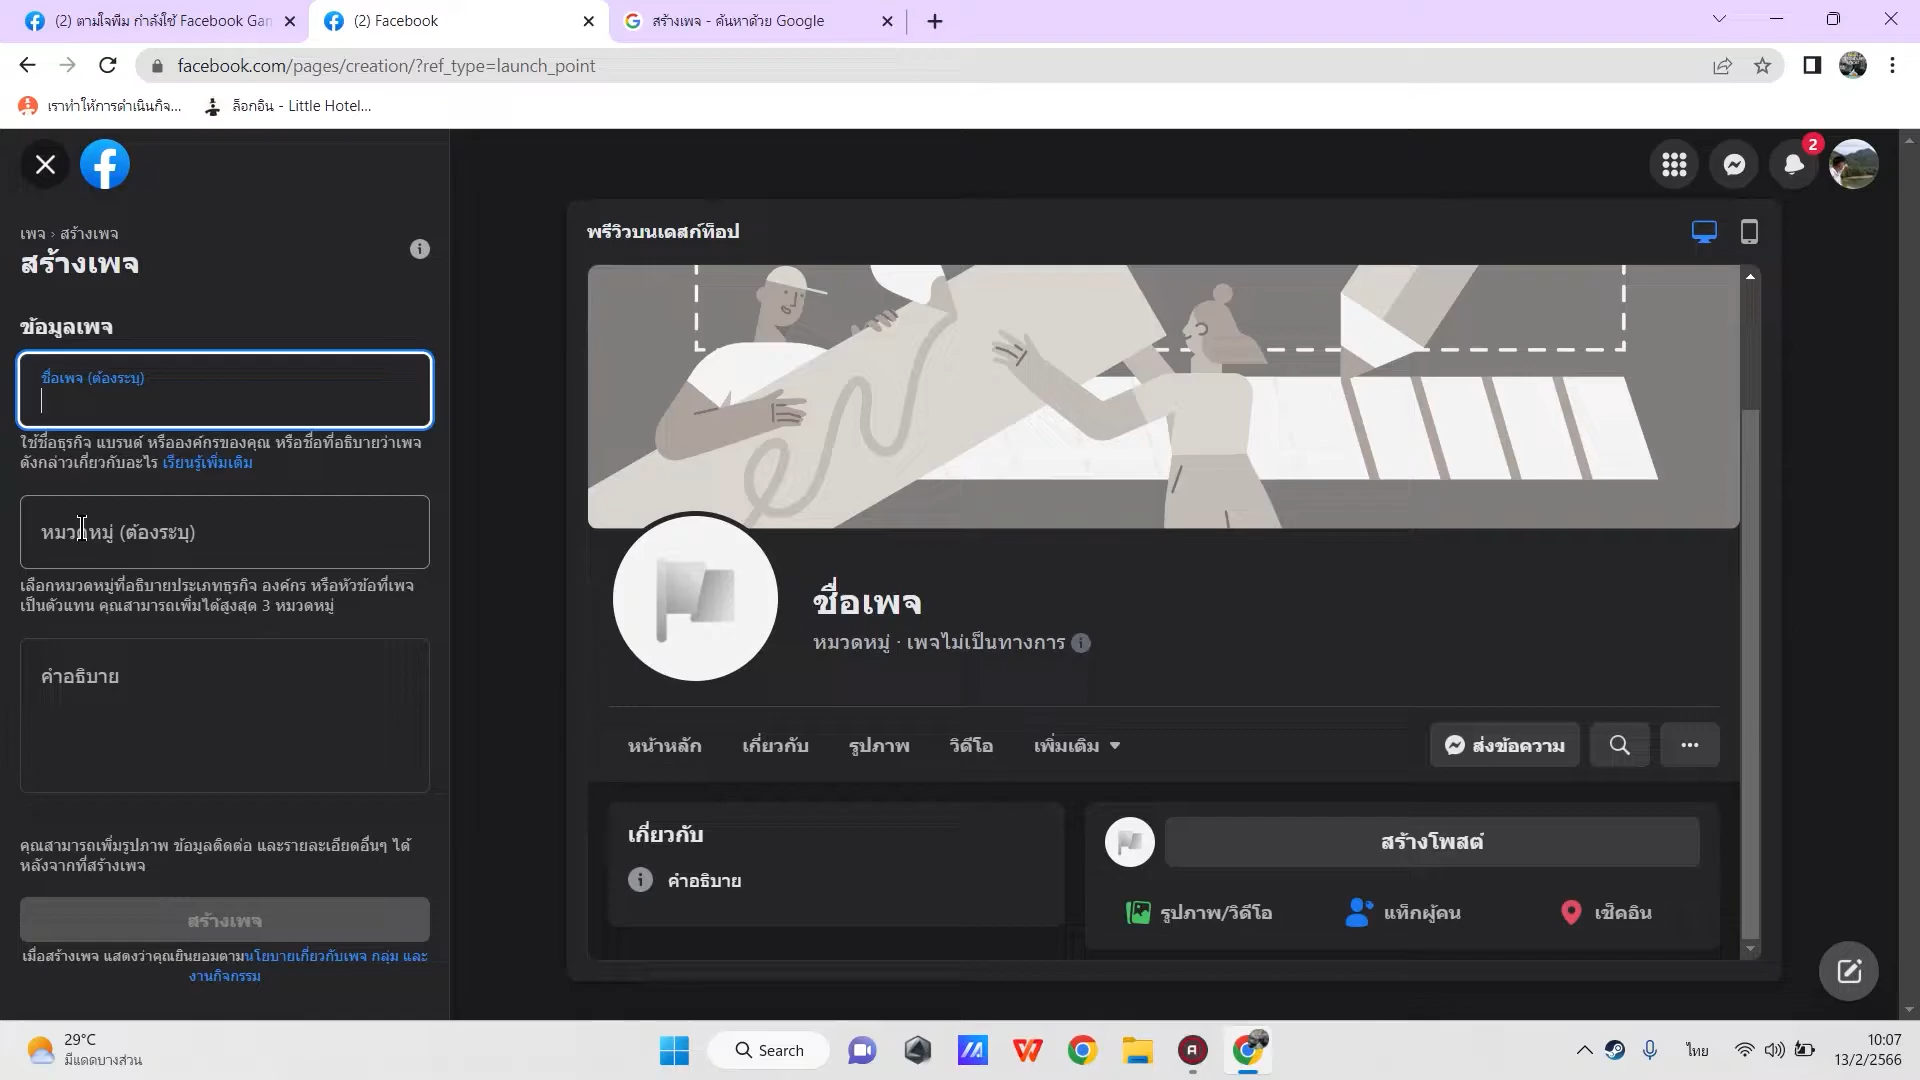 (2) ตามใจพีม กำลังใช้ Facebook Gan
(2) Facebook
สร้างเพจ - ค้นหาด้วย Google
facebook.com/pages/creation/?ref_type=launch_point
เราทำให้การดำเนินกิจ...
ล็อกอิน - Little Hotel...
2
เพจ › สร้างเพจ
สร้างเพจ
ข้อมูลเพจ
ชื่อเพจ (ต้องระบุ)
ใช้ชื่อธุรกิจ แบรนด์ หรือองค์กรของคุณ หรือชื่อที่อธิบายว่าเพจ
ดังกล่าวเกี่ยวกับอะไร เรียนรู้เพิ่มเติม
หมวดหมู่ (ต้องระบุ)
เลือกหมวดหมู่ที่อธิบายประเภทธุรกิจ องค์กร หรือหัวข้อที่เพจ
เป็นตัวแทน คุณสามารถเพิ่มได้สูงสุด 3 หมวดหมู่
คำอธิบาย
คุณสามารถเพิ่มรูปภาพ ข้อมูลติดต่อ และรายละเอียดอื่นๆ ได้
หลังจากที่สร้างเพจ
สร้างเพจ
เมื่อสร้างเพจ แสดงว่าคุณยินยอมตามนโยบายเกี่ยวกับเพจ กลุ่ม และ
งานกิจกรรม
พรีวิวบนเดสก์ท็อป
ชื่อเพจ
หมวดหมู่ · เพจไม่เป็นทางการ
หน้าหลัก เกี่ยวกับ รูปภาพ วิดีโอ เพิ่มเติม
ส่งข้อความ
เกี่ยวกับ
คำอธิบาย
สร้างโพสต์
รูปภาพ/วิดีโอ แท็กผู้คน เช็คอิน
29°C
มีแดดบางส่วน
Search
ไทย
10:07
13/2/2566